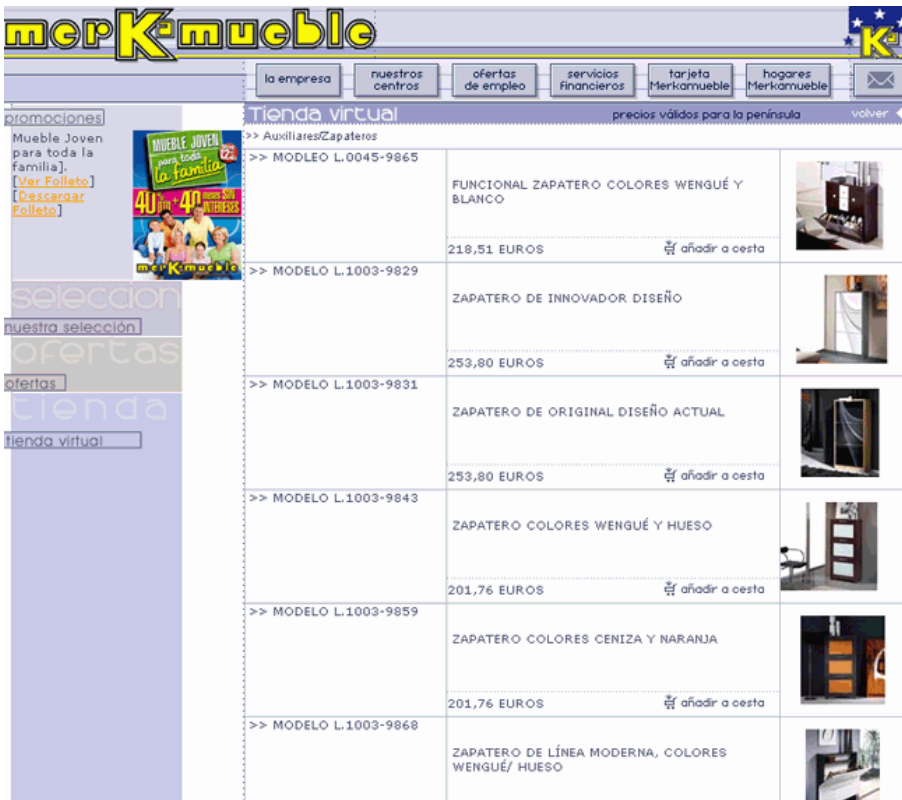 merKamueble
K
la empresa
nuestros
centros
ofertas
de empleo
servicios
financieros
tarjeta
Merkamueble
hogares
Merkamueble
promociones
Mueble Joven
para toda la
familia].
[Ver Folleto]
[Descargar
Folleto]
MUEBLE JOVEN
para toda
la familia
merKamueble
seleccion
nuestra selección
ofertas
ofertas
tienda
tienda virtual
Tienda virtual
precios válidos para la península
volver
>> Auxiliares/Zapateros
>> MODLEO L.0045-9865
FUNCIONAL ZAPATERO COLORES WENGUÉ Y
BLANCO
218,51 EUROS añadir a cesta
>> MODELO L.1003-9829
ZAPATERO DE INNOVADOR DISEÑO
253,80 EUROS añadir a cesta
>> MODELO L.1003-9831
ZAPATERO DE ORIGINAL DISEÑO ACTUAL
253,80 EUROS añadir a cesta
>> MODELO L.1003-9843
ZAPATERO COLORES WENGUÉ Y HUESO
201,76 EUROS añadir a cesta
>> MODELO L.1003-9859
ZAPATERO COLORES CENIZA Y NARANJA
201,76 EUROS añadir a cesta
>> MODELO L.1003-9868
ZAPATERO DE LÍNEA MODERNA, COLORES
WENGUÉ/ HUESO